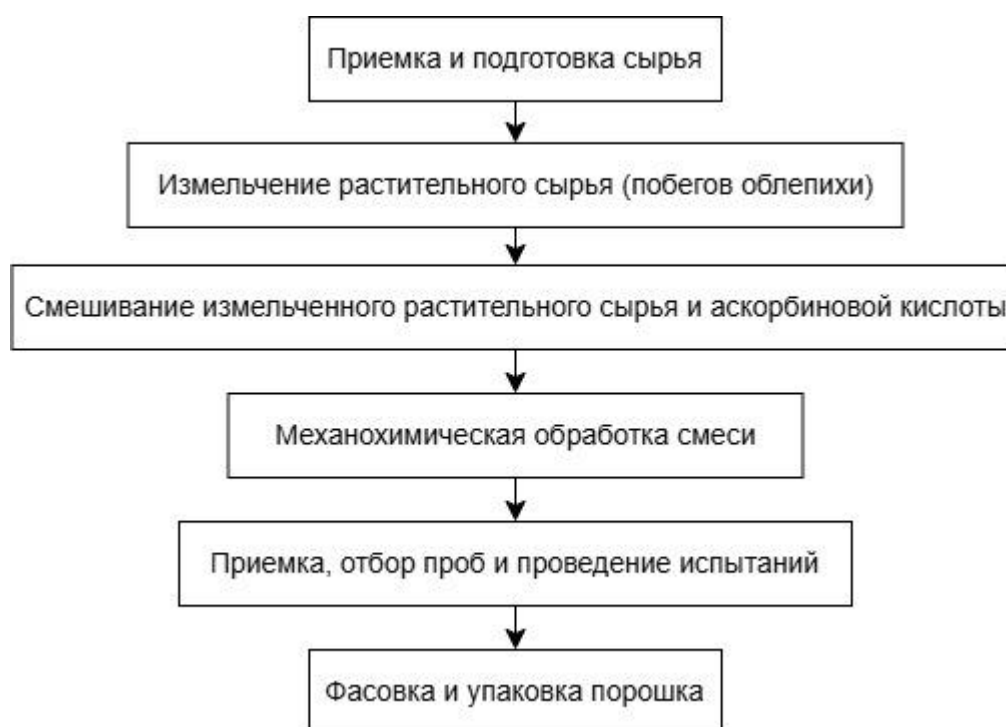 Приемка и подготовка сырья
Измельчение растительного сырья (побегов облепихи)
Смешивание измельченного растительного сырья и аскорбиновой кислоты
Механохимическая обработка смеси
Приемка, отбор проб и проведение испытаний
Фасовка и упаковка порошка